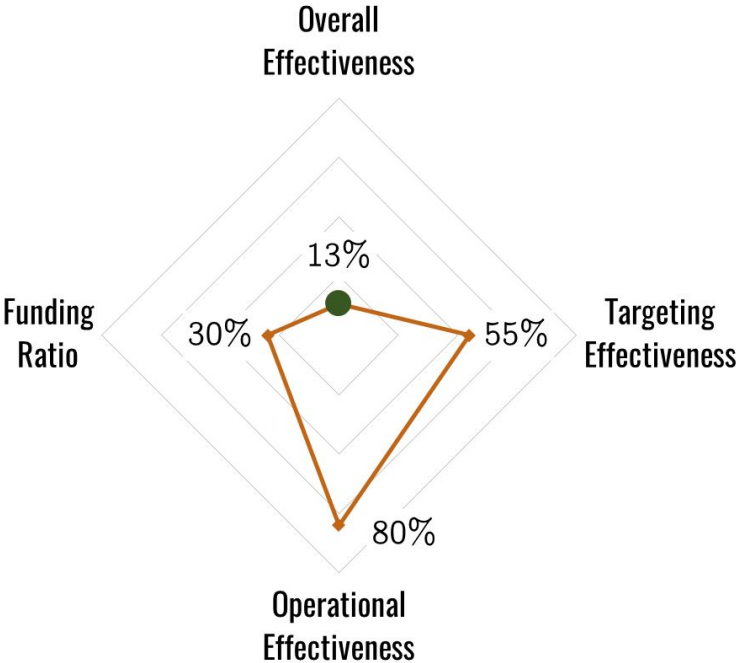 Overall
Effectiveness
13%
Funding
Ratio
30%
55%
Targeting
Effectiveness
80%
Operational
Effectiveness